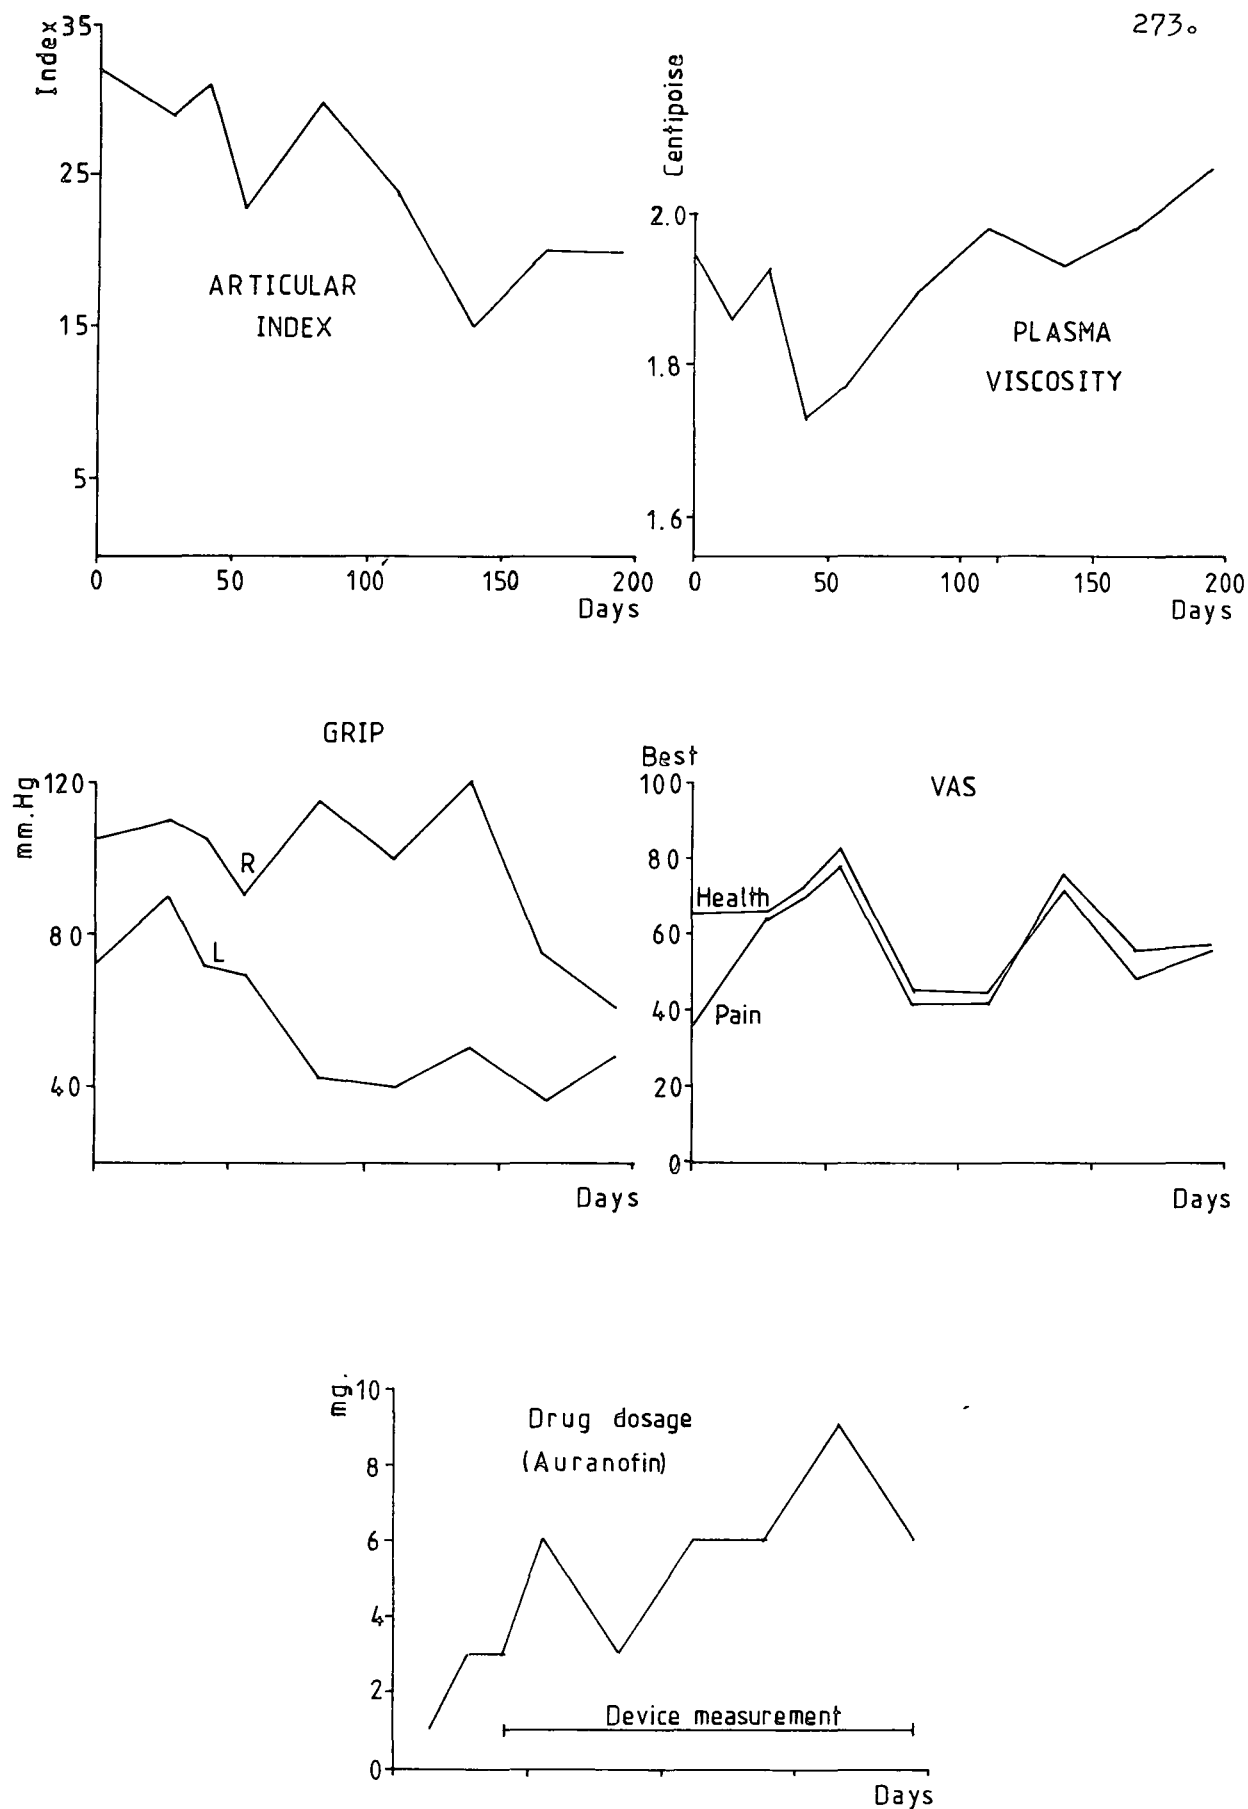 273.
Index
35
25
15
5
ARTICULAR
INDEX
0 50 100 150 200
Days
Centipoise
2.0
1.8
1.6
PLASMA
VISCOSITY
0 50 100 150 200
Days
GRIP
mm.Hg
120
80
40
R
L
Days
Best
100
80
60
40
20
0
VAS
Health
Pain
Days
mg.
10
8
6
4
2
0
Drug dosage
(Auranofin)
Device measurement
Days